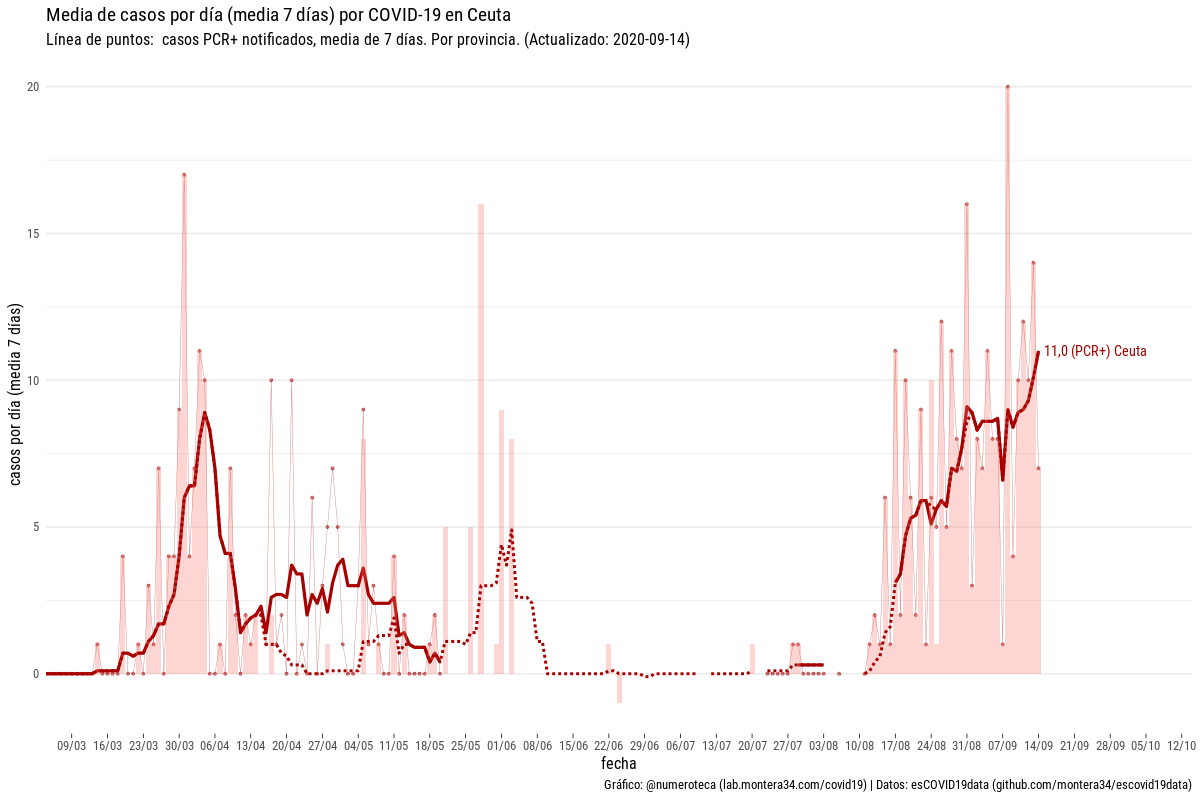 Media de casos por día (media 7 días) por COVID-19 en Ceuta
Línea de puntos:  casos PCR+ notificados, media de 7 días. Por provincia. (Actualizado: 2020-09-14)
casos por día (media 7 días)
20
15
10
5
0
11,0 (PCR+) Ceuta
09/03 16/03 23/03 30/03 06/04 13/04 20/04 27/04 04/05 11/05 18/05 25/05 01/06 08/06 15/06 22/06 29/06 06/07 13/07 20/07 27/07 03/08 10/08 17/08 24/08 31/08 07/09 14/09 21/09 28/09 05/10 12/10
fecha
Gráfico: @numeroteca (lab.montera34.com/covid19) | Datos: esCOVID19data (github.com/montera34/escovid19data)